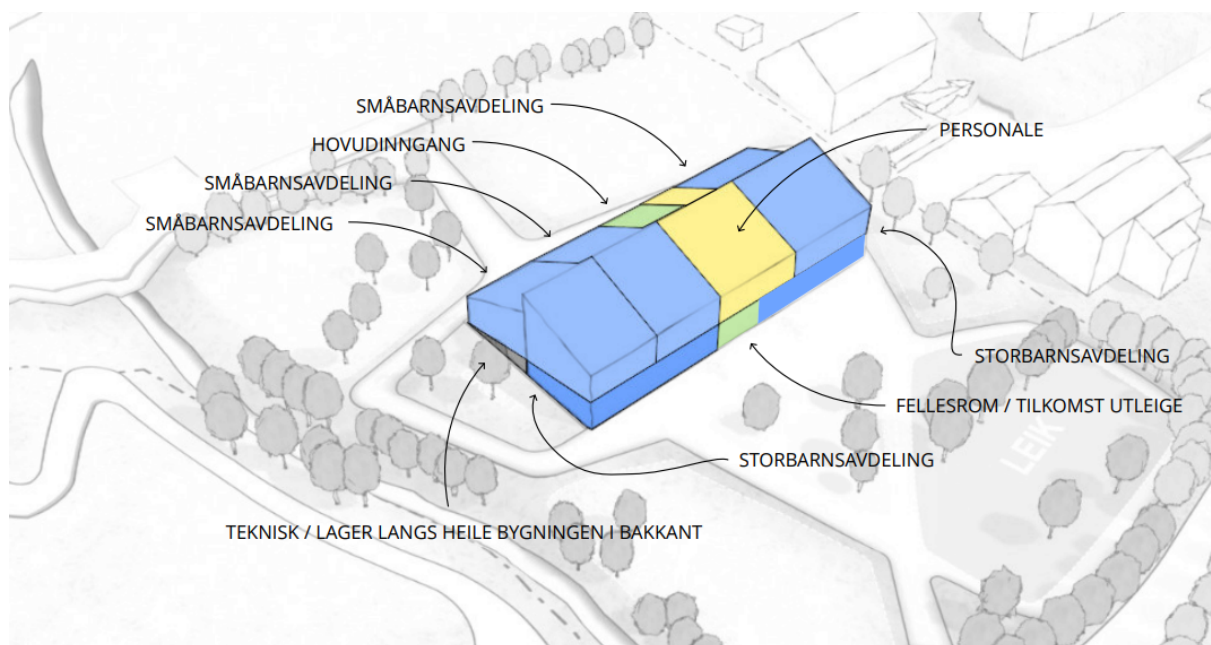 SMÅBARNSAVDELING
HOVUDINNGANG
PERSONALE
SMÅBARNSAVDELING
SMÅBARNSAVDELING
STORBARNSAVDELING
FELLESROM / TILKOMST UTLEIGE
LEIK
STORBARNSAVDELING
TEKNISK / LAGER LANGS HEILE BYGNINGEN I BAKKANT